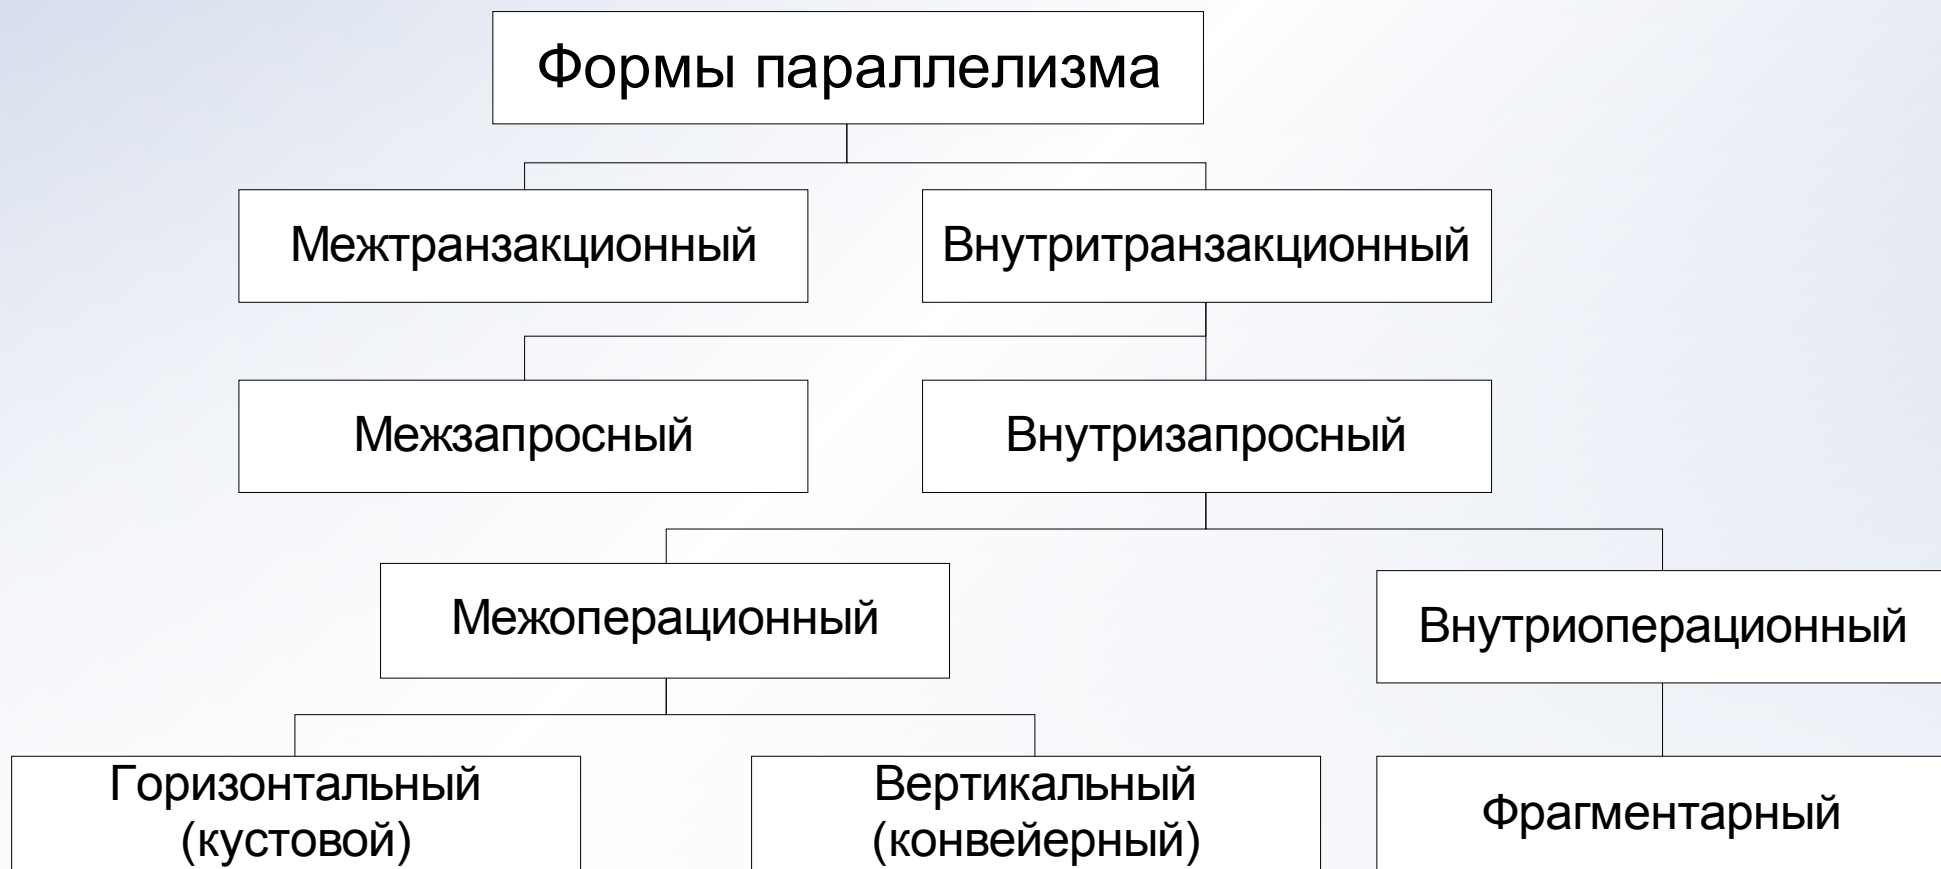 Формы параллелизма
Межтранзакционный
Внутритранзакционный
Межзапросный
Внутризапросный
Межоперационный
Внутриоперационный
Горизонтальный
(кустовой)
Вертикальный
(конвейерный)
Фрагментарный